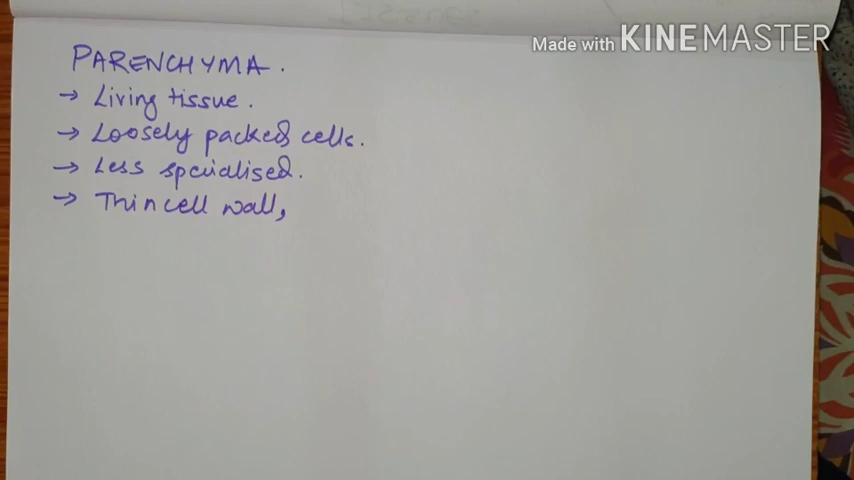 Made with KINEMASTER
PARENCHYMA.
→ Living tissue.
→ Loosely packed cells.
→ Less specialised.
→ Thin cell wall,